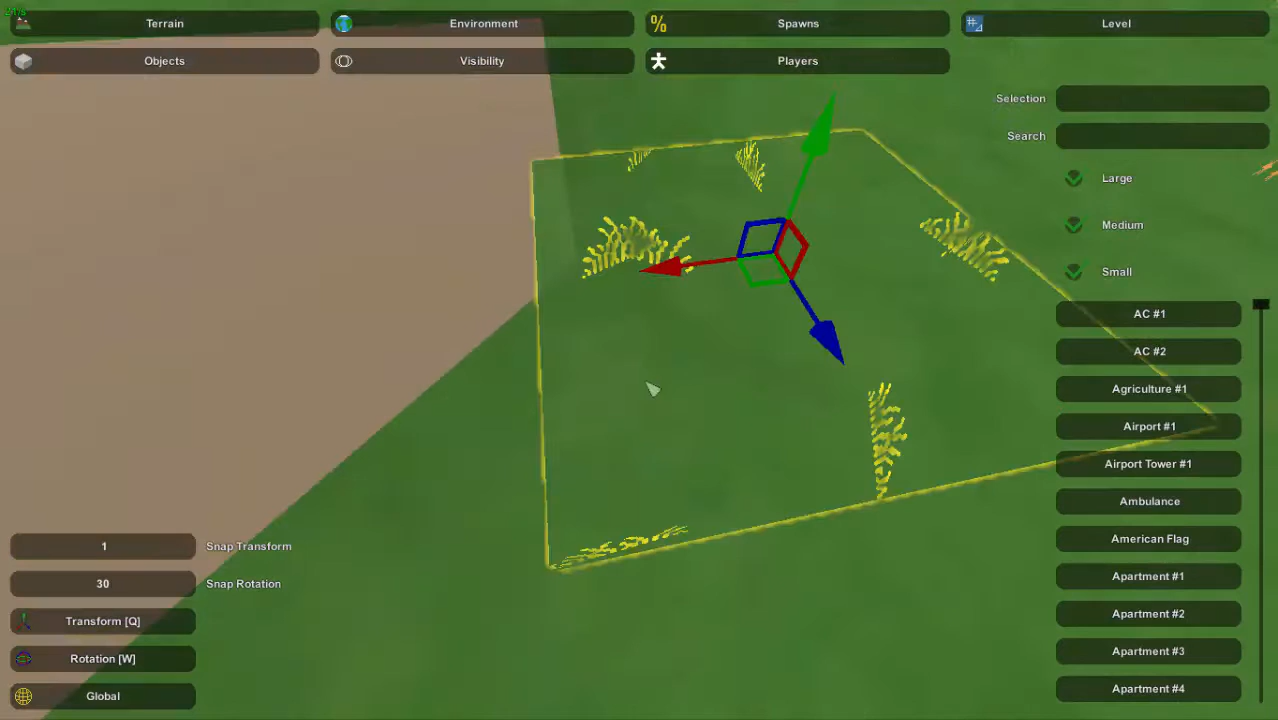 Terrain
Environment
Spawns
Level
Objects
Visibility
Players
Selection
Search
Large
Medium
Small
AC #1
AC #2
Agriculture #1
Airport #1
Airport Tower #1
Ambulance
American Flag
Apartment #1
Apartment #2
Apartment #3
Apartment #4
1
Snap Transform
30
Snap Rotation
Transform [Q]
Rotation [W]
Global